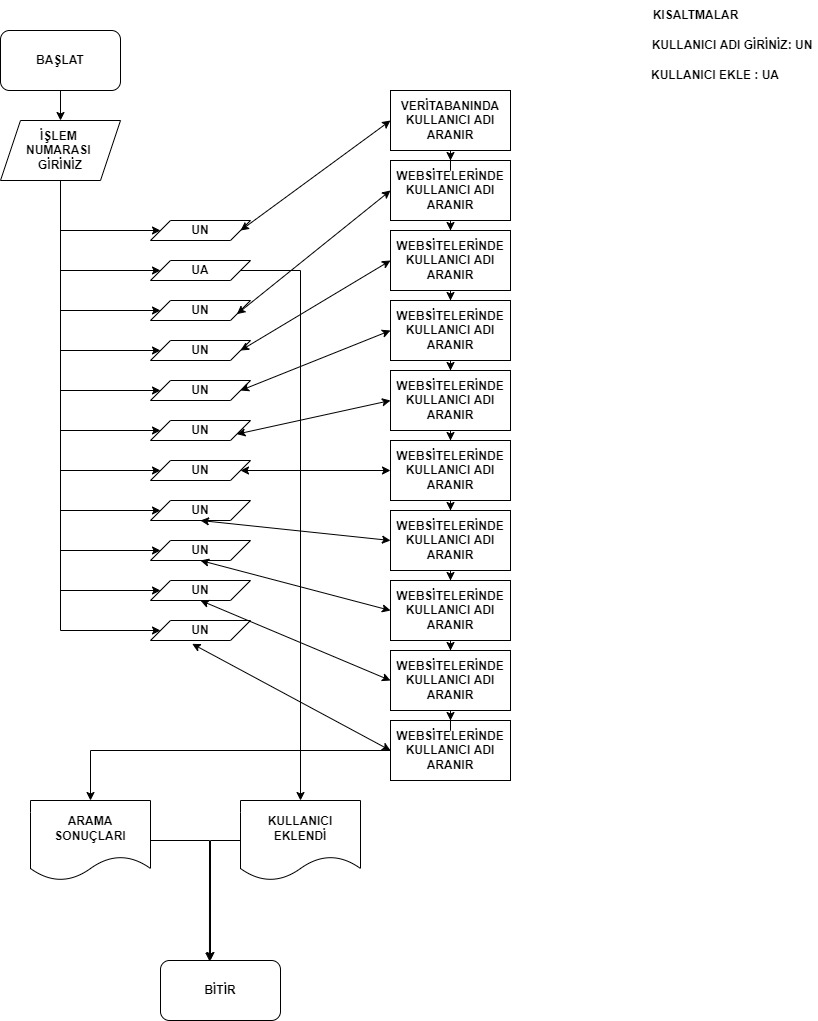 KISALTMALAR
KULLANICI ADI GİRİNİZ: UN
KULLANICI EKLE : UA
BAŞLAT
İŞLEM
NUMARASI
GİRİNİZ
UN
UA
UN
UN
UN
UN
UN
UN
UN
UN
UN
VERİTABANINDA
KULLANICI ADI
ARANIR
WEBSİTELERİNDE
KULLANICI ADI
ARANIR
WEBSİTELERİNDE
KULLANICI ADI
ARANIR
WEBSİTELERİNDE
KULLANICI ADI
ARANIR
WEBSİTELERİNDE
KULLANICI ADI
ARANIR
WEBSİTELERİNDE
KULLANICI ADI
ARANIR
WEBSİTELERİNDE
KULLANICI ADI
ARANIR
WEBSİTELERİNDE
KULLANICI ADI
ARANIR
WEBSİTELERİNDE
KULLANICI ADI
ARANIR
WEBSİTELERİNDE
KULLANICI ADI
ARANIR
ARAMA
SONUÇLARI
KULLANICI
EKLENDİ
BİTİR